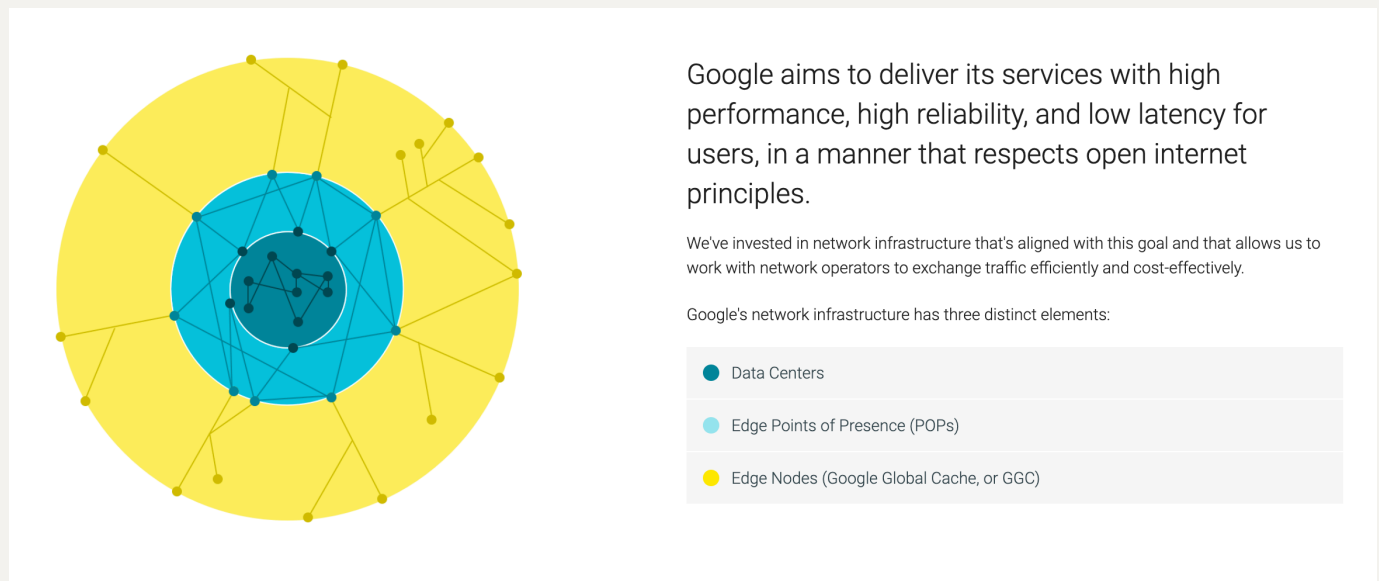 Google aims to deliver its services with high
performance, high reliability, and low latency for
users, in a manner that respects open internet
principles.
We've invested in network infrastructure that's aligned with this goal and that allows us to
work with network operators to exchange traffic efficiently and cost-effectively.
Google's network infrastructure has three distinct elements:
Data Centers
Edge Points of Presence (POPs)
Edge Nodes (Google Global Cache, or GGC)